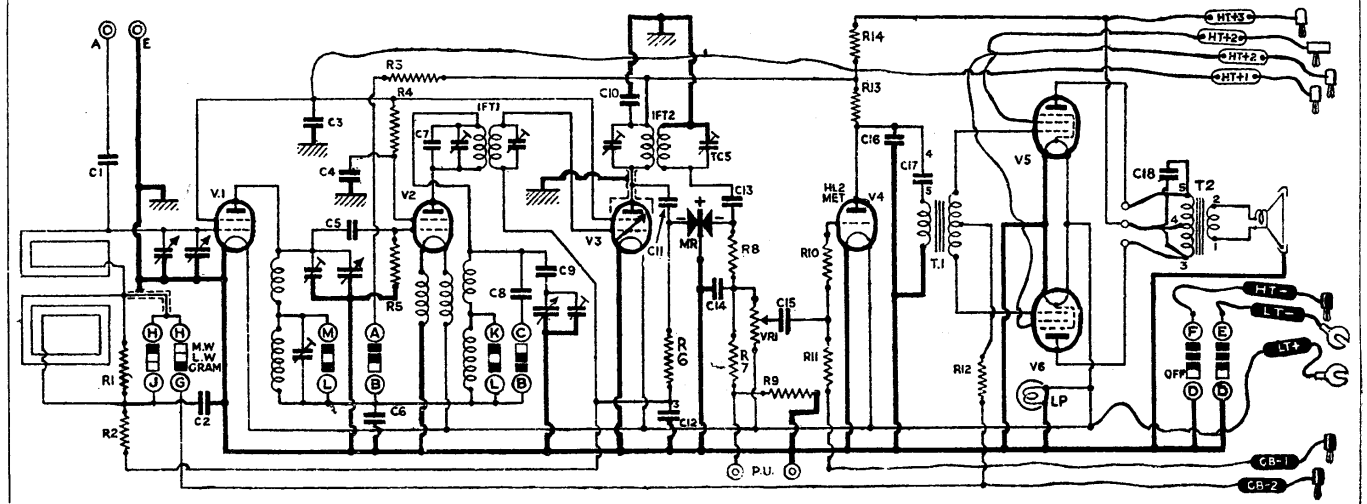 A
E
HT+3
HT+2
HT+2
HT+1
R14
R3
R4
R13
C10
IFT1
IFT2
C3
C7
C16
V5
C1
C4
TC5
C17
4
C18
5
T2
V.1
V2
C13
HL2
MET
V4
5
2
C5
V3
C11
MR
+
-
-
4
R8
R10
T.1
3
C9
R5
C8
C14
HT-
LT-
C15
VR1
H
H
M.W
L.W
GRAM
M
A
K
C
F
E
LT+
R6
R7
R11
V6
R1
R9
R12
OFF
J
G
L
B
L
B
D
D
LP
C2
C6
3
C12
R2
P.U.
GB-1
GB-2